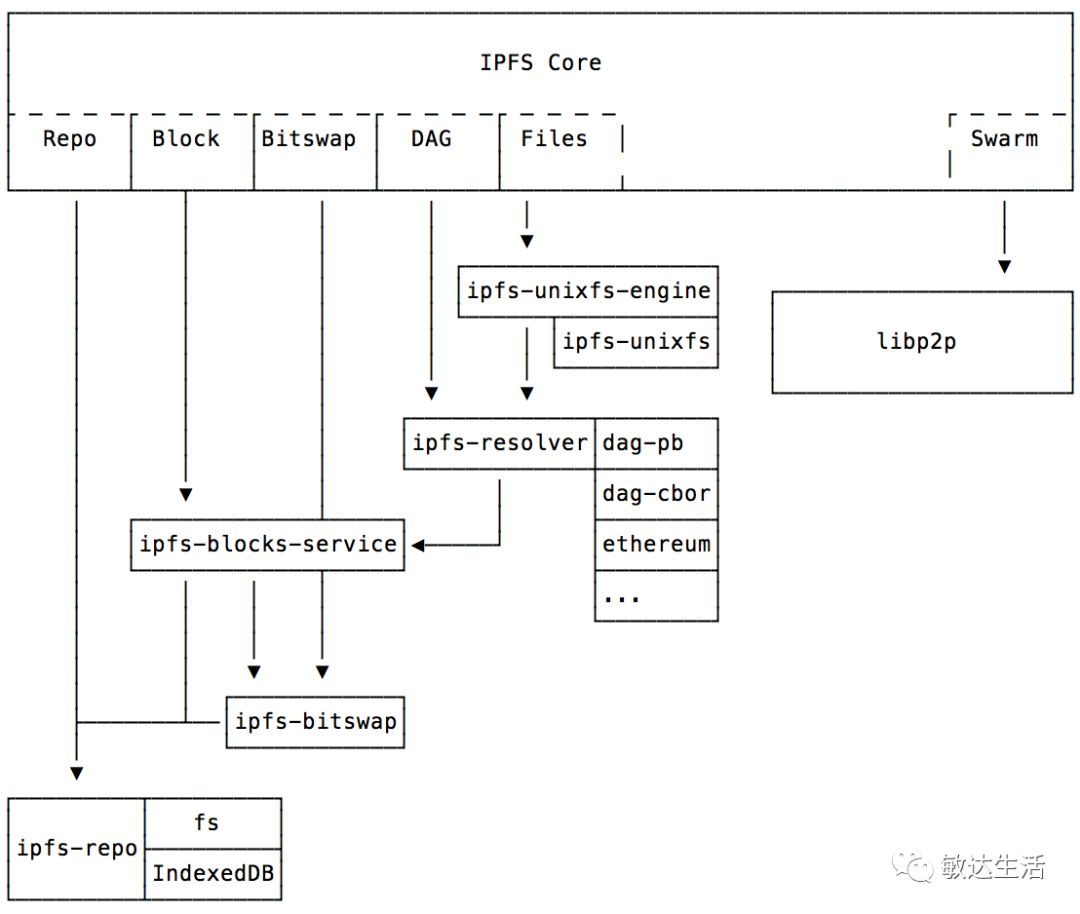 IPFS Core
Repo
Block
Bitswap
DAG
Files
Swarm
ipfs-unixfs-engine
ipfs-unixfs
libp2p
ipfs-resolver
dag-pb
dag-cbor
ethereum
...
ipfs-blocks-service
ipfs-bitswap
ipfs-repo
fs
IndexedDB
敏达生活